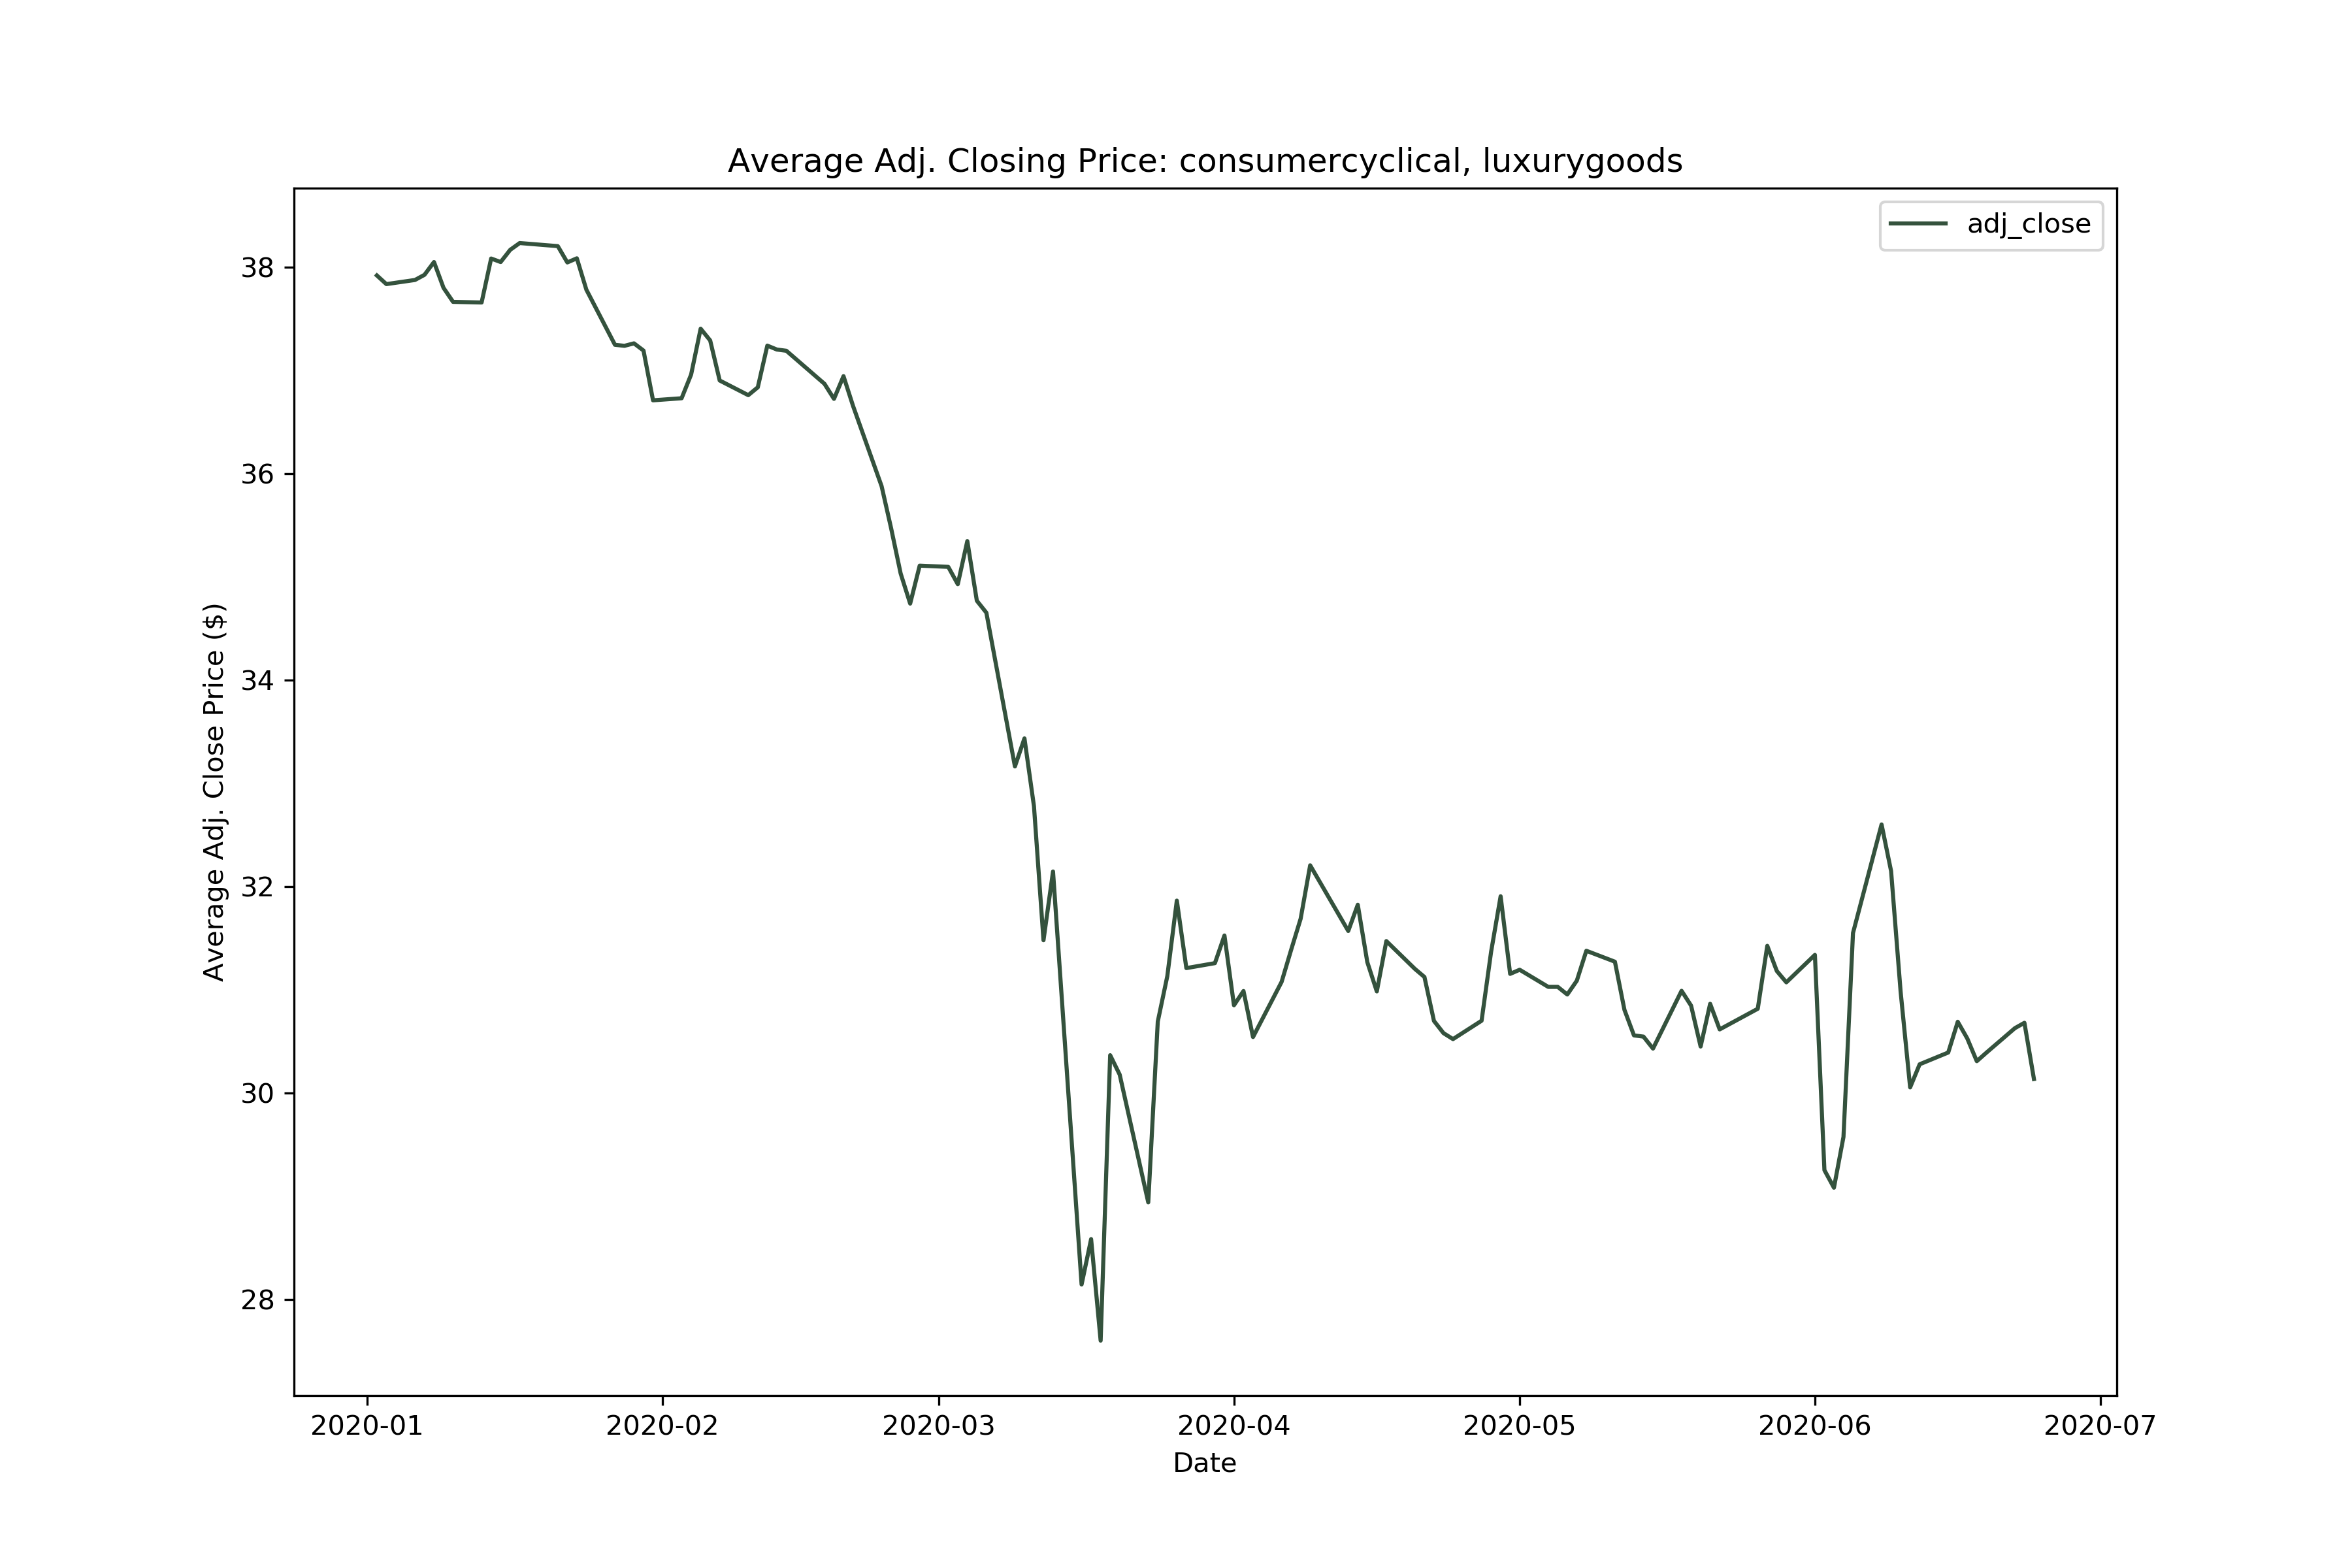 Average Adj. Closing Price: consumercyclical, luxurygoods
adj_close
Average Adj. Close Price ($)
38
36
34
32
30
28
2020-01 2020-02 2020-03 2020-04 2020-05 2020-06 2020-07
Date